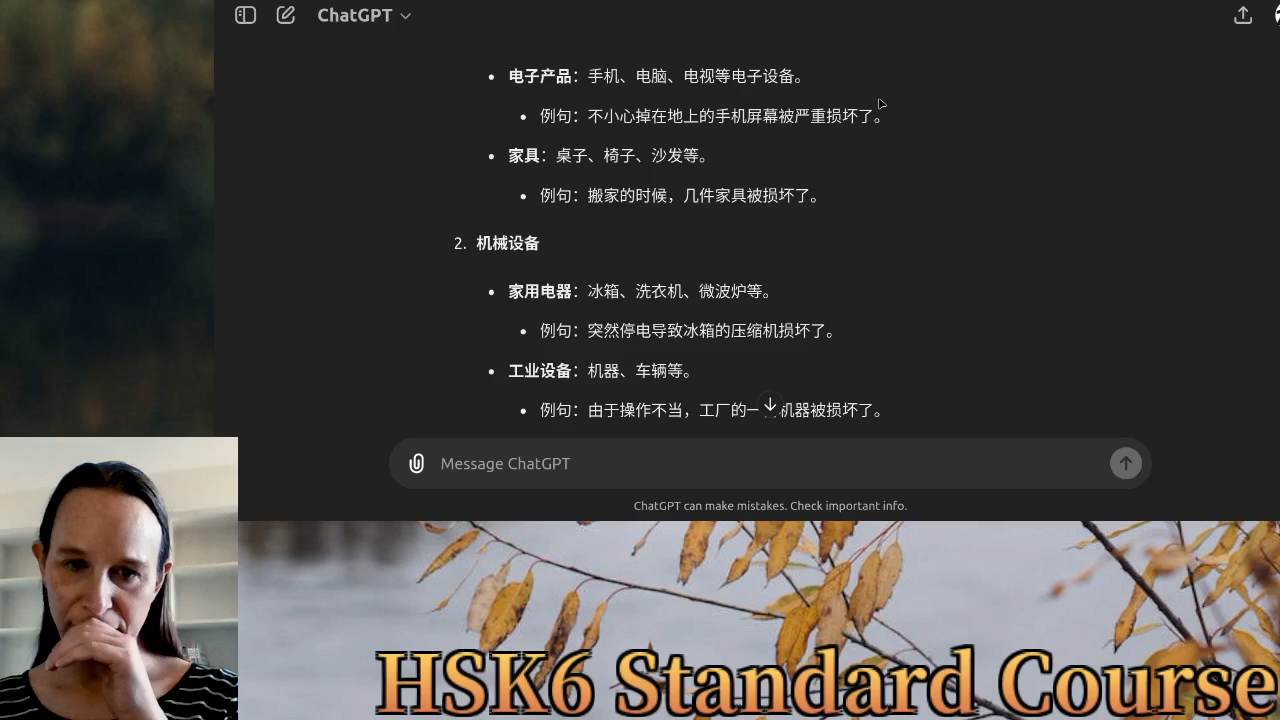 ChatGPT
电子产品：手机、电脑、电视等电子设备。
例句：不小心掉在地上的手机屏幕被严重损坏了。
家具：桌子、椅子、沙发等。
例句：搬家的时候，几件家具被损坏了。
2. 机械设备
家用电器：冰箱、洗衣机、微波炉等。
例句：突然停电导致冰箱的压缩机损坏了。
工业设备：机器、车辆等。
例句：由于操作不当，工厂的一机器被损坏了。
Message ChatGPT
ChatGPT can make mistakes. Check important info.
HSK6 Standard Course